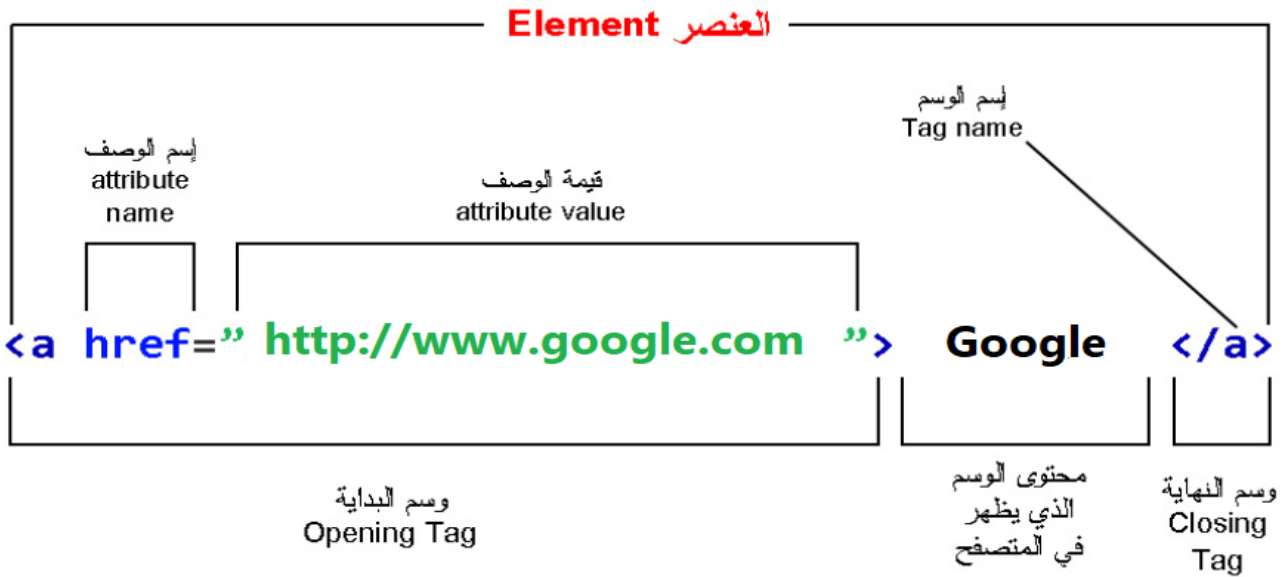 Element العنصر
إسم الوسم
Tag name
إسم الوصف
attribute
name
قيمة الوصف
attribute value
<a href=” http://www.google.com ”> Google </a>
وسم البداية
Opening Tag
محتوى الوسم
الذي يظهر
في المتصفح
وسم النهاية
Closing
Tag